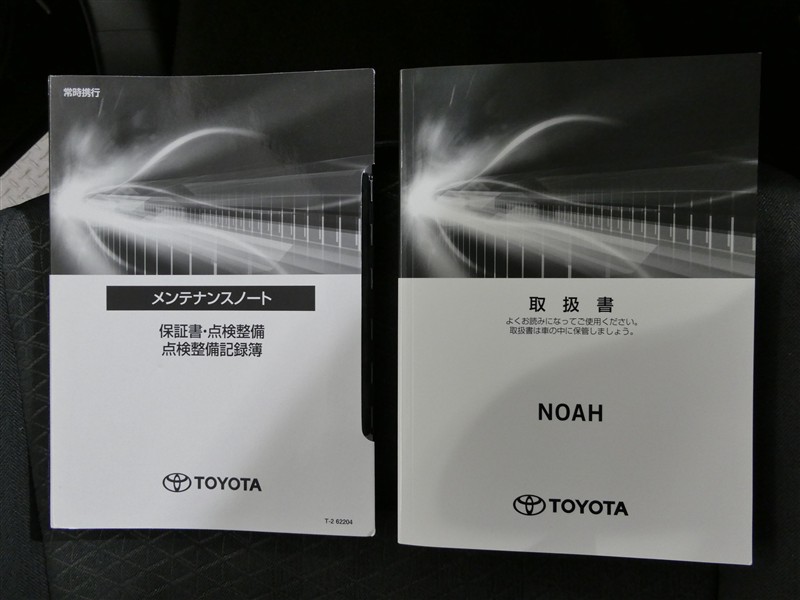 常時携行
メンテナンスノート
保証書・点検整備
点検整備記録簿
TOYOTA
T-2 62204
取扱書
よくお読みになってご使用ください。
取扱書は車の中に保管しましょう。
NOAH
TOYOTA